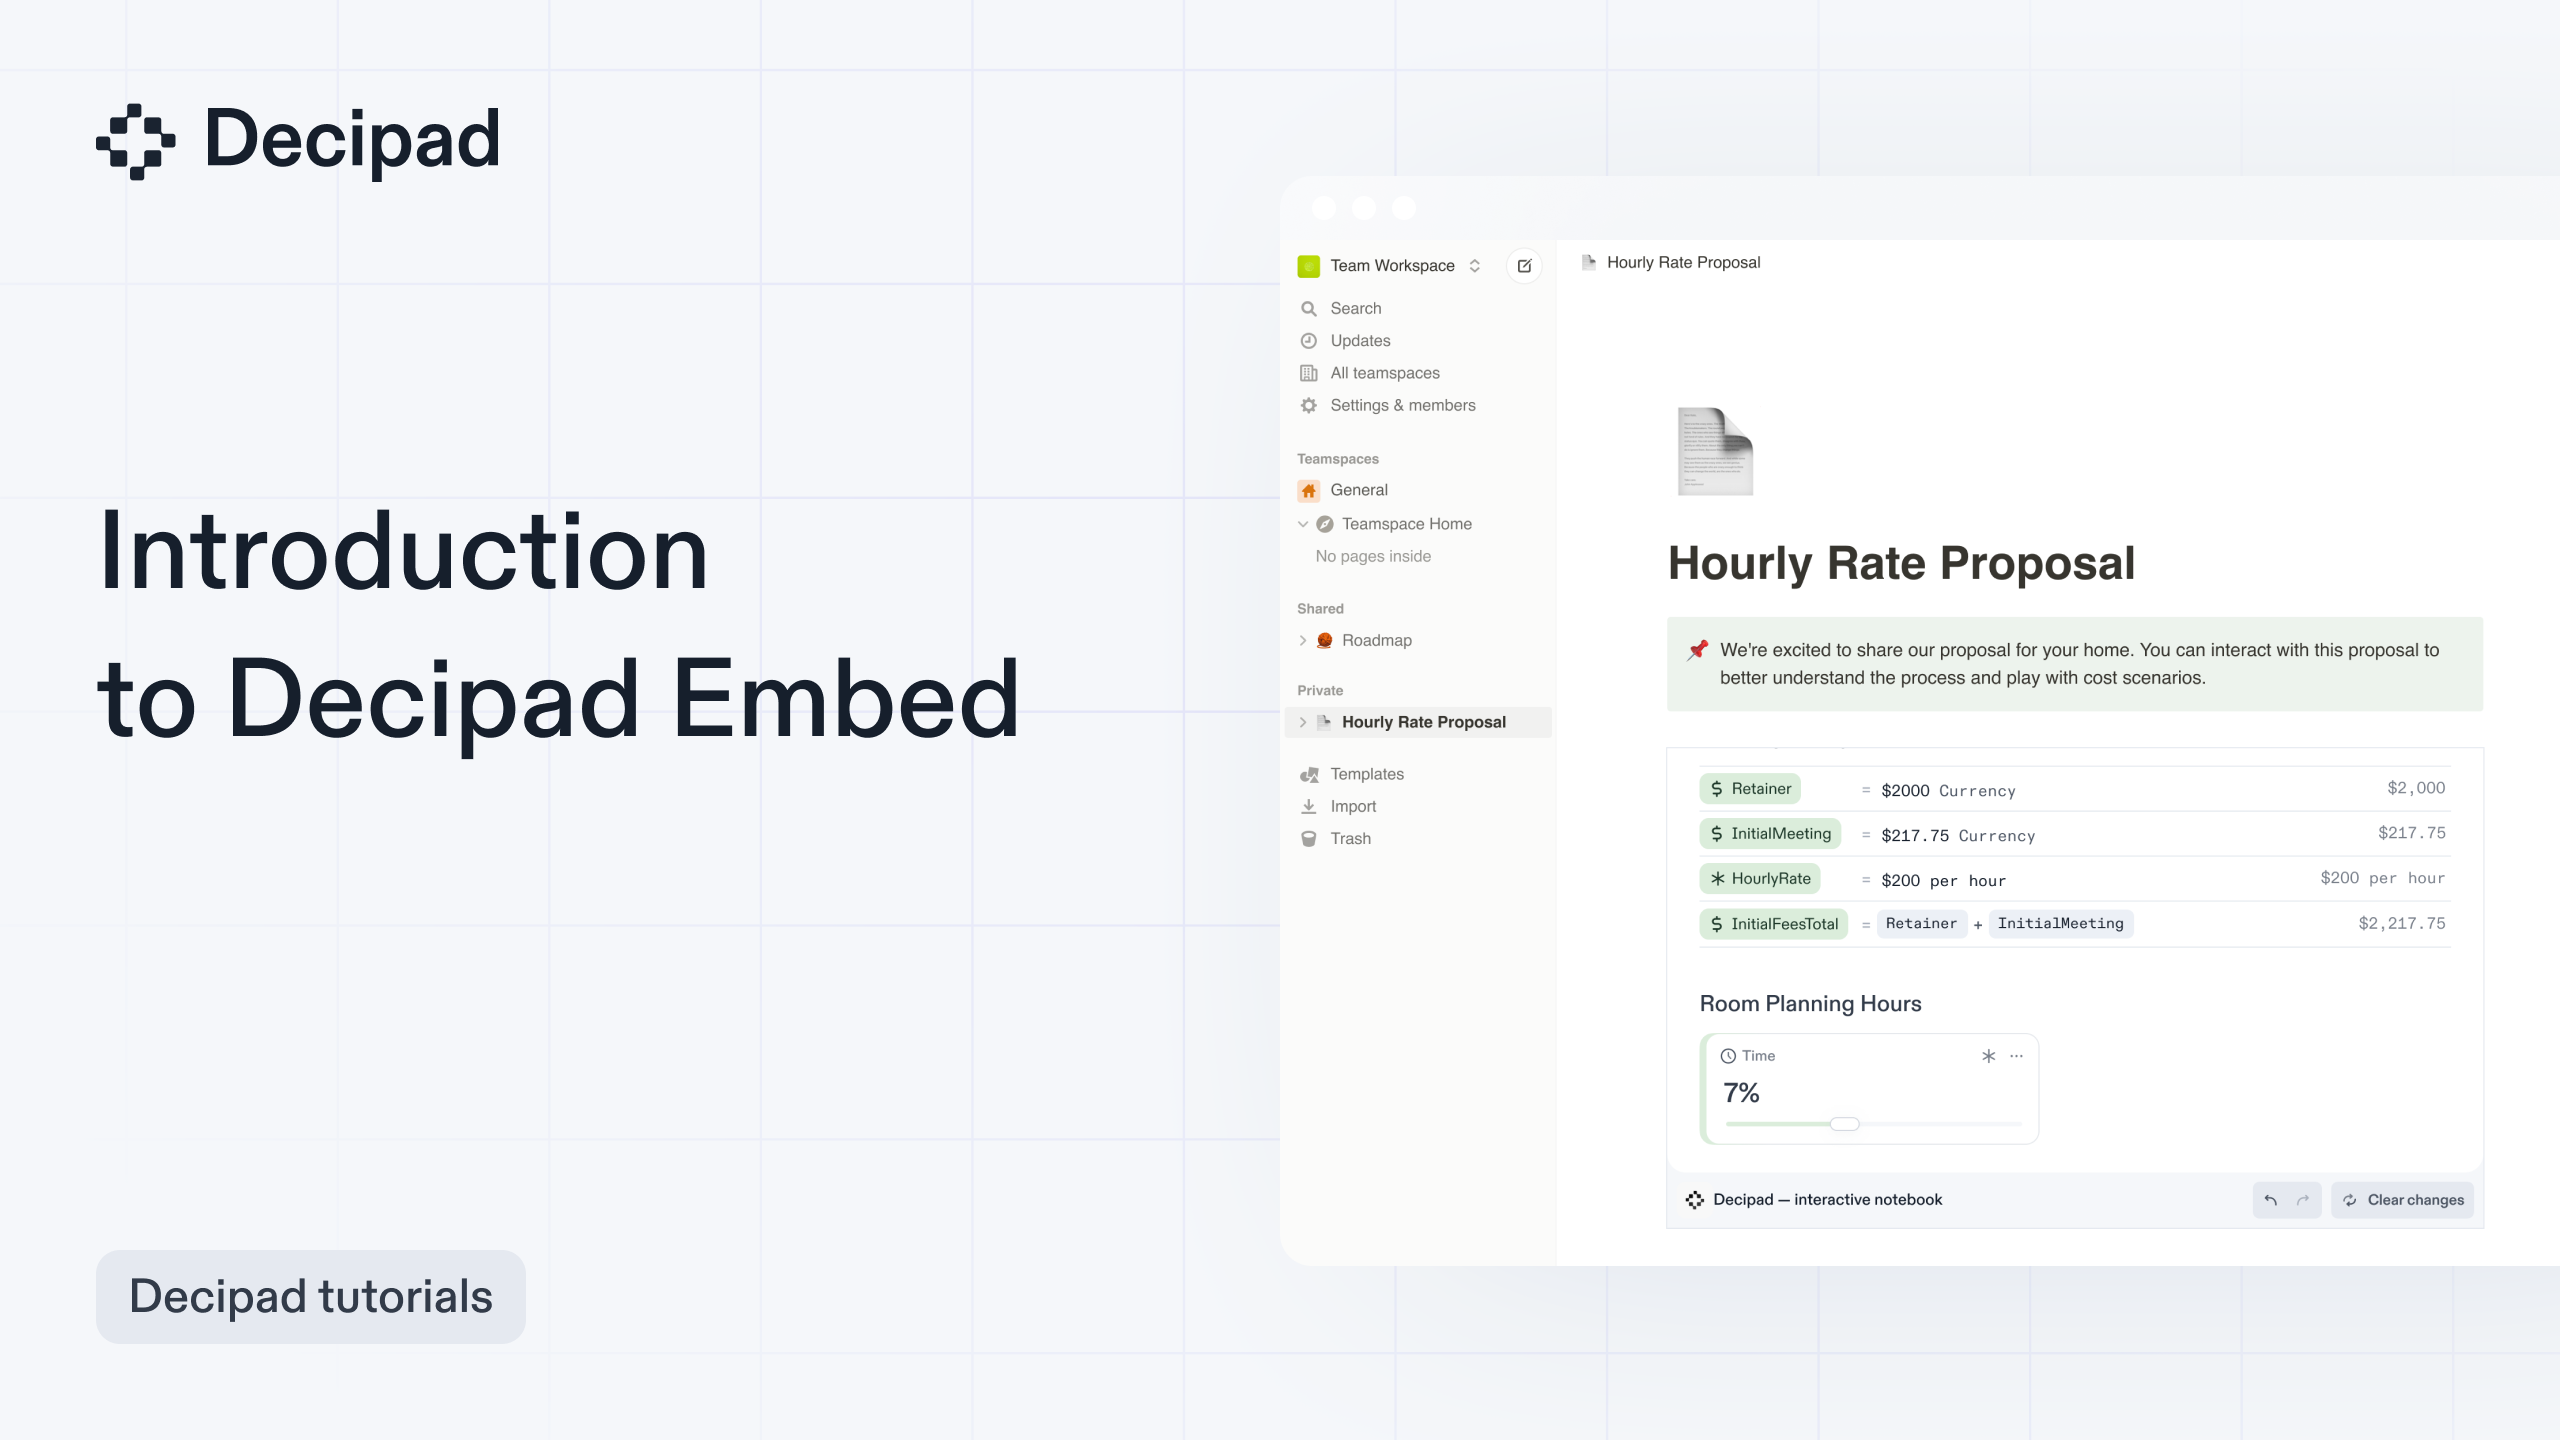 Decipad
Introduction
to Decipad Embed
Decipad tutorials
Team Workspace
Search
Updates
All teamspaces
Settings & members
Teamspaces
General
Teamspace Home
No pages inside
Shared
Roadmap
Private
Hourly Rate Proposal
Templates
Import
Trash
Hourly Rate Proposal
Hourly Rate Proposal
We're excited to share our proposal for your home. You can interact with this proposal to
better understand the process and play with cost scenarios.
$ Retainer = $2000 Currency $2,000
$ InitialMeeting = $217.75 Currency $217.75
HourlyRate = $200 per hour $200 per hour
$ InitialFeesTotal = Retainer + InitialMeeting $2,217.75
Room Planning Hours
Time
7%
Decipad — interactive notebook
Clear changes